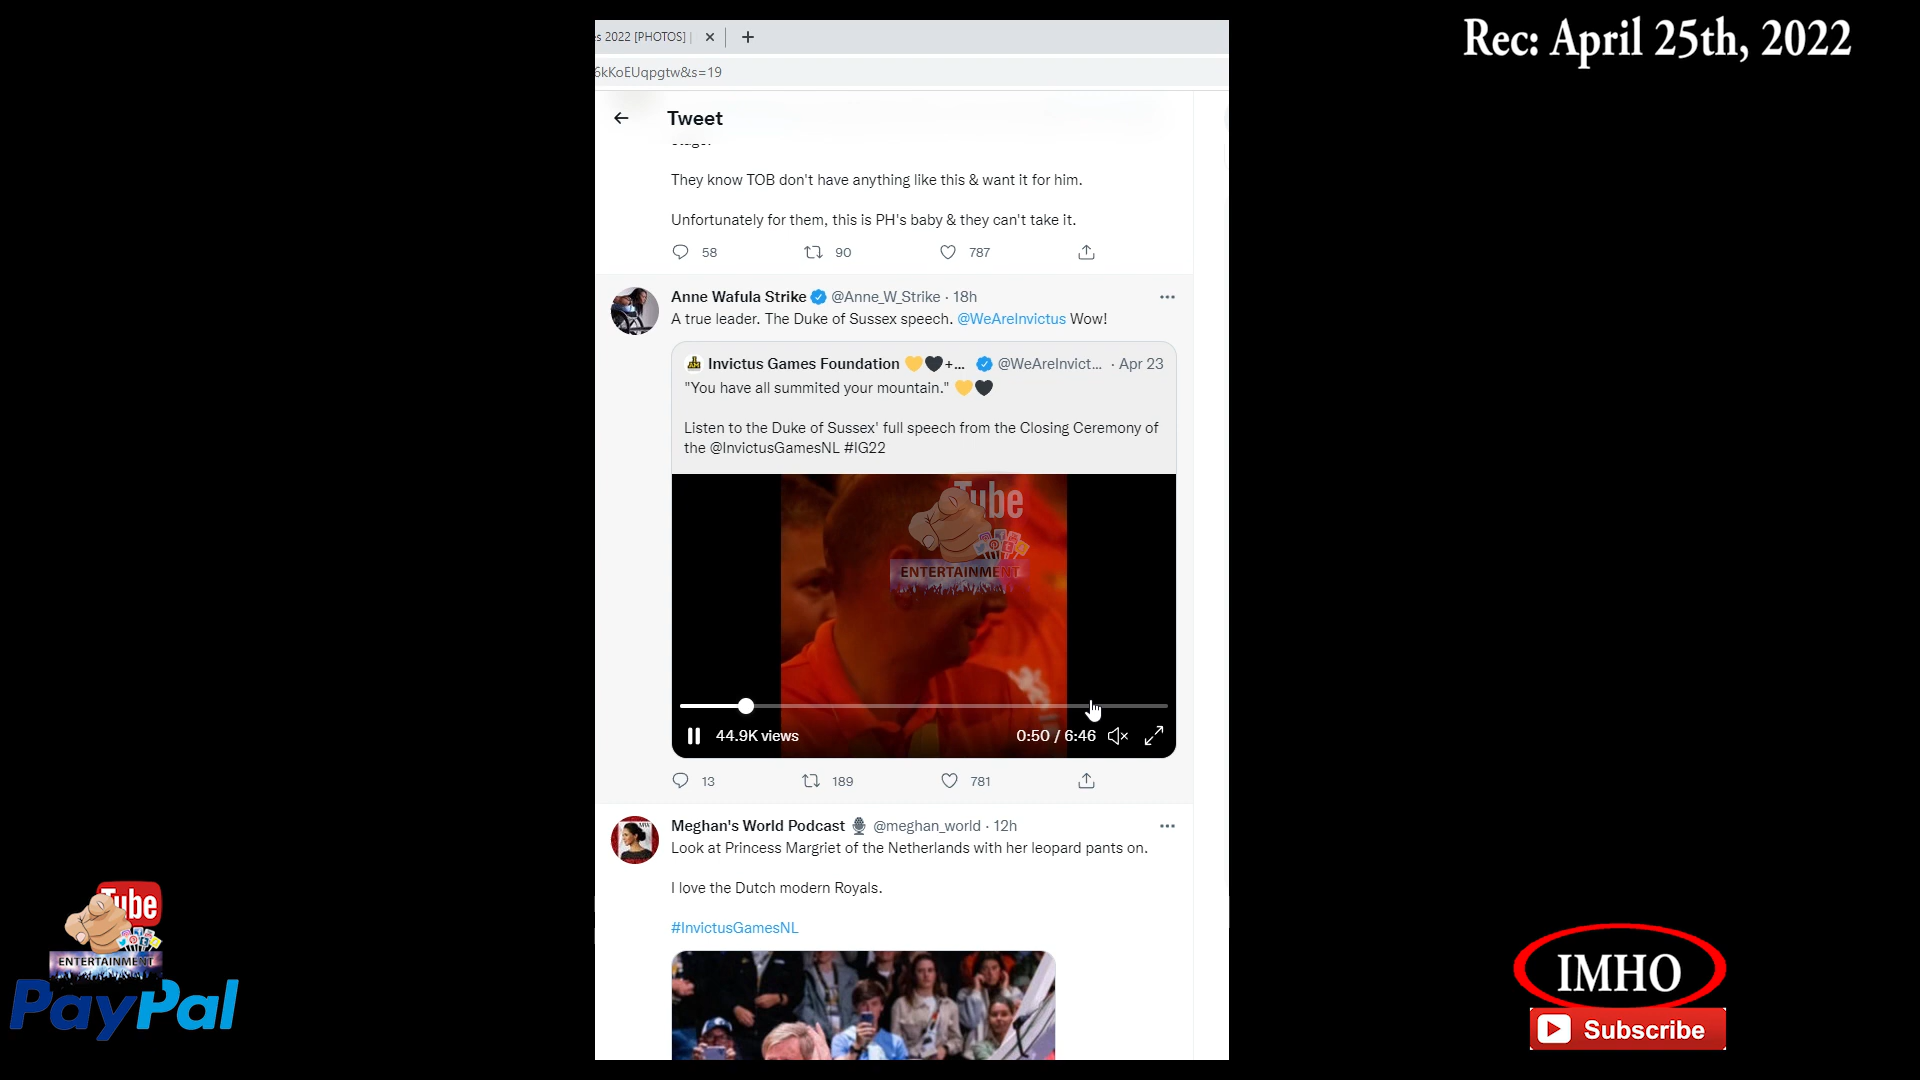 Rec: April 25th, 2022
s 2022 [PHOTOS] |
6kKoEUqpgtw&s=19
Tweet
They know TOB don't have anything like this & want it for him.
Unfortunately for them, this is PH's baby & they can't take it.
58 90 787
Anne Wafula Strike @Anne_W_Strike · 18h
A true leader. The Duke of Sussex speech. @WeAreInvictus Wow!
Invictus Games Foundation 💛🖤+... @WeAreInvict... · Apr 23
"You have all summited your mountain." 💛🖤
Listen to the Duke of Sussex' full speech from the Closing Ceremony of
the @InvictusGamesNL #IG22
Tube
ENTERTAINMENT
44.9K views 0:50 / 6:46
13 189 781
Meghan's World Podcast 🎙 @meghan_world · 12h
Look at Princess Margriet of the Netherlands with her leopard pants on.
I love the Dutch modern Royals.
#InvictusGamesNL
Tube
ENTERTAINMENT
PayPal
IMHO
Subscribe